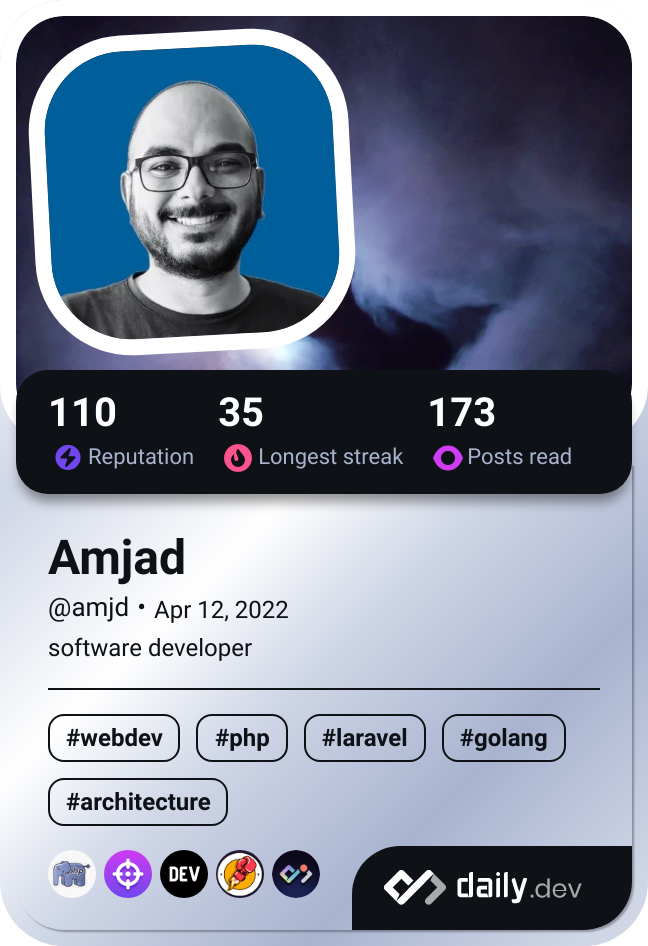 110 35 173
Reputation Longest streak Posts read
Amjad
@amjd • Apr 12, 2022
software developer
#webdev #php #laravel #golang
#architecture
php DEV daily.dev